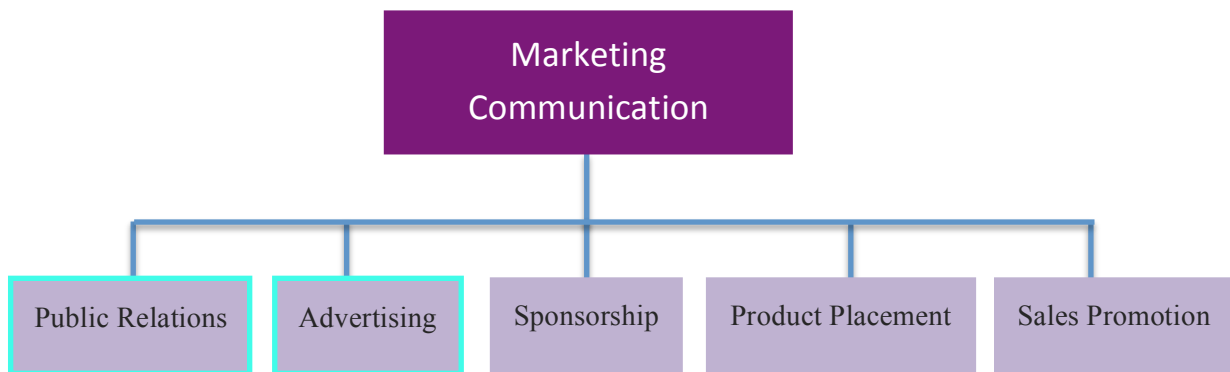 Marketing
Communication
Public Relations
Advertising
Sponsorship
Product Placement
Sales Promotion